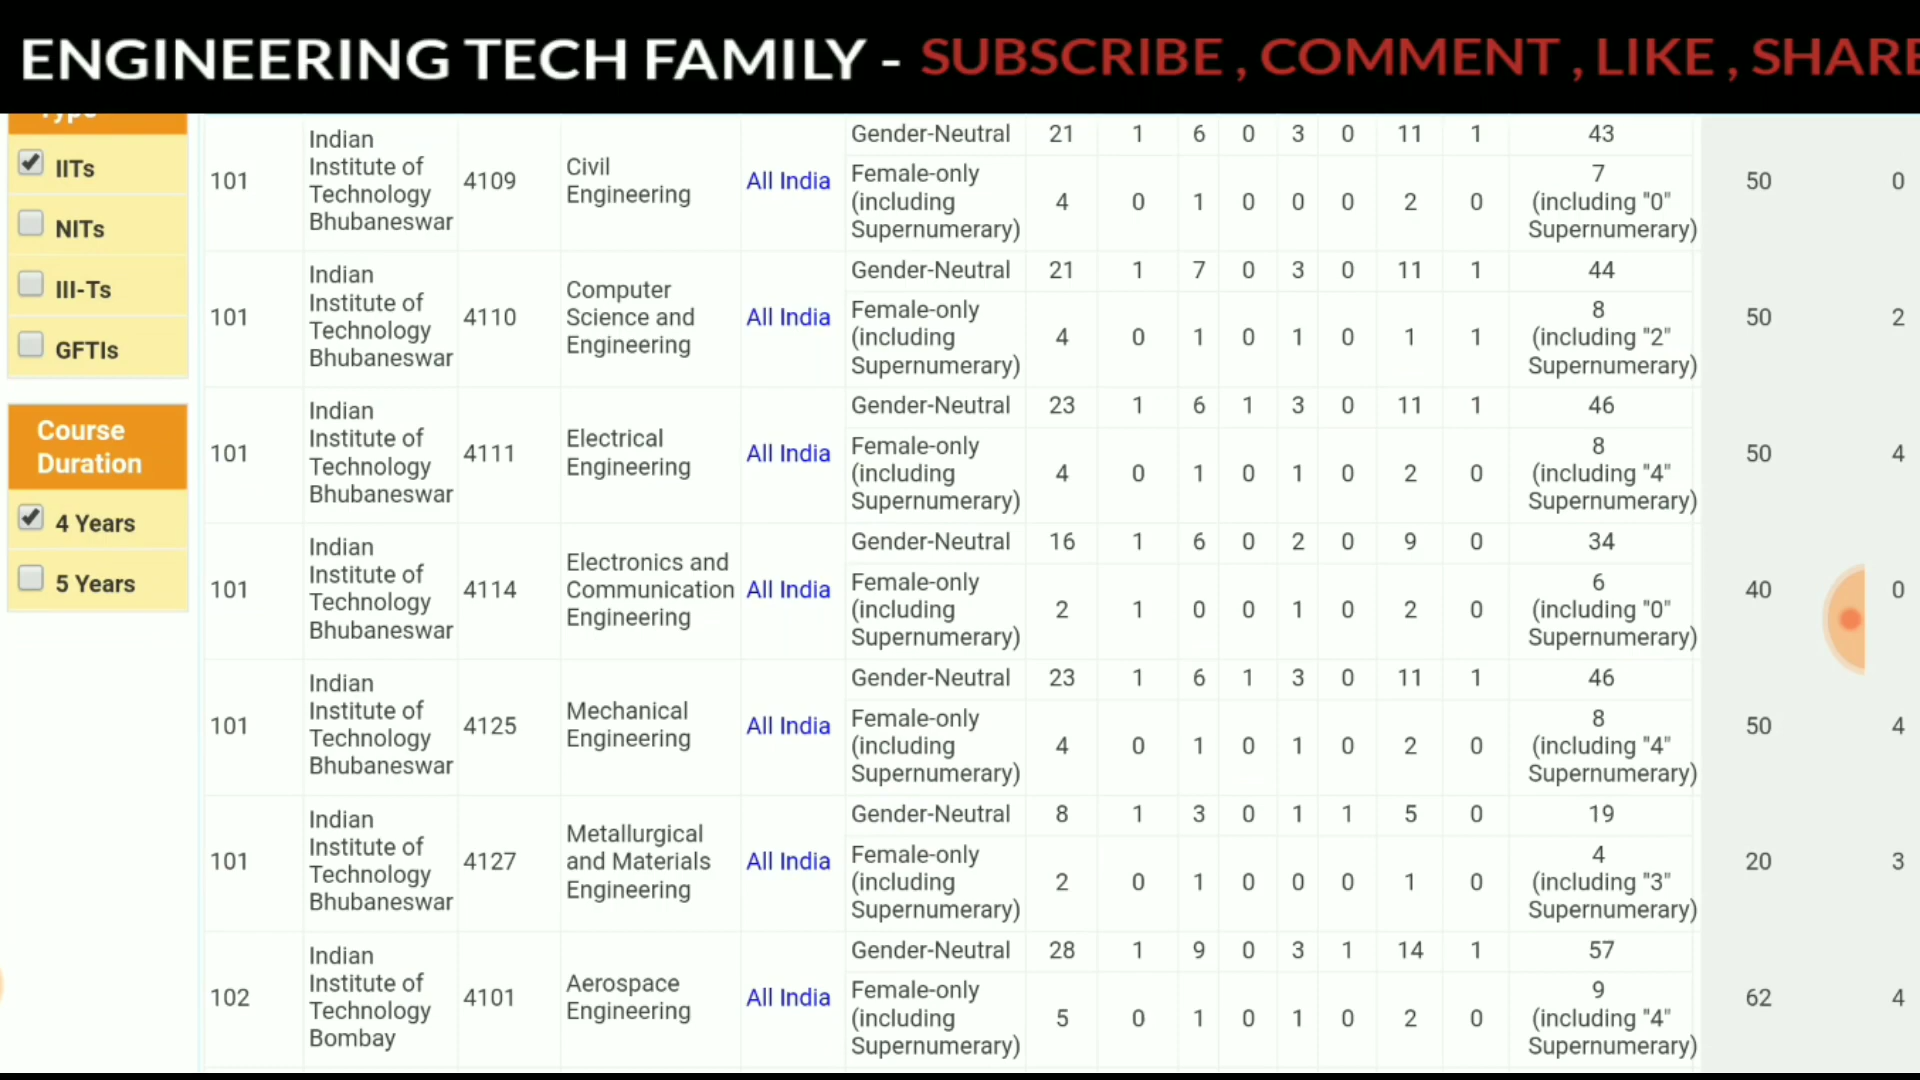 ENGINEERING TECH FAMILY - SUBSCRIBE , COMMENT , LIKE , SHARE
Type
IITs
NITs
III-Ts
GFTIs
Course
Duration
4 Years
5 Years
101
Indian
Institute of
Technology
Bhubaneswar
4109
Civil
Engineering
All India
Gender-Neutral 21 1 6 0 3 0 11 1 43
Female-only
(including
Supernumerary)
4 0 1 0 0 0 2 0
7
(including "0"
Supernumerary)
50 0
101
Indian
Institute of
Technology
Bhubaneswar
4110
Computer
Science and
Engineering
All India
Gender-Neutral 21 1 7 0 3 0 11 1 44
Female-only
(including
Supernumerary)
4 0 1 0 1 0 1 1
8
(including "2"
Supernumerary)
50 2
101
Indian
Institute of
Technology
Bhubaneswar
4111
Electrical
Engineering
All India
Gender-Neutral 23 1 6 1 3 0 11 1 46
Female-only
(including
Supernumerary)
4 0 1 0 1 0 2 0
8
(including "4"
Supernumerary)
50 4
101
Indian
Institute of
Technology
Bhubaneswar
4114
Electronics and
Communication
Engineering
All India
Gender-Neutral 16 1 6 0 2 0 9 0 34
Female-only
(including
Supernumerary)
2 1 0 0 1 0 2 0
6
(including "0"
Supernumerary)
40 0
101
Indian
Institute of
Technology
Bhubaneswar
4125
Mechanical
Engineering
All India
Gender-Neutral 23 1 6 1 3 0 11 1 46
Female-only
(including
Supernumerary)
4 0 1 0 1 0 2 0
8
(including "4"
Supernumerary)
50 4
101
Indian
Institute of
Technology
Bhubaneswar
4127
Metallurgical
and Materials
Engineering
All India
Gender-Neutral 8 1 3 0 1 1 5 0 19
Female-only
(including
Supernumerary)
2 0 1 0 0 0 1 0
4
(including "3"
Supernumerary)
20 3
102
Indian
Institute of
Technology
Bombay
4101
Aerospace
Engineering
All India
Gender-Neutral 28 1 9 0 3 1 14 1 57
Female-only
(including
Supernumerary)
5 0 1 0 1 0 2 0
9
(including "4"
Supernumerary)
62 4